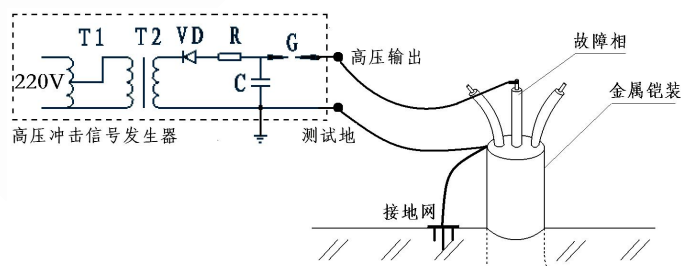 T1 T2 VD R G
高压输出
220V
C
高压冲击信号发生器
测试地
故障相
金属铠装
接地网